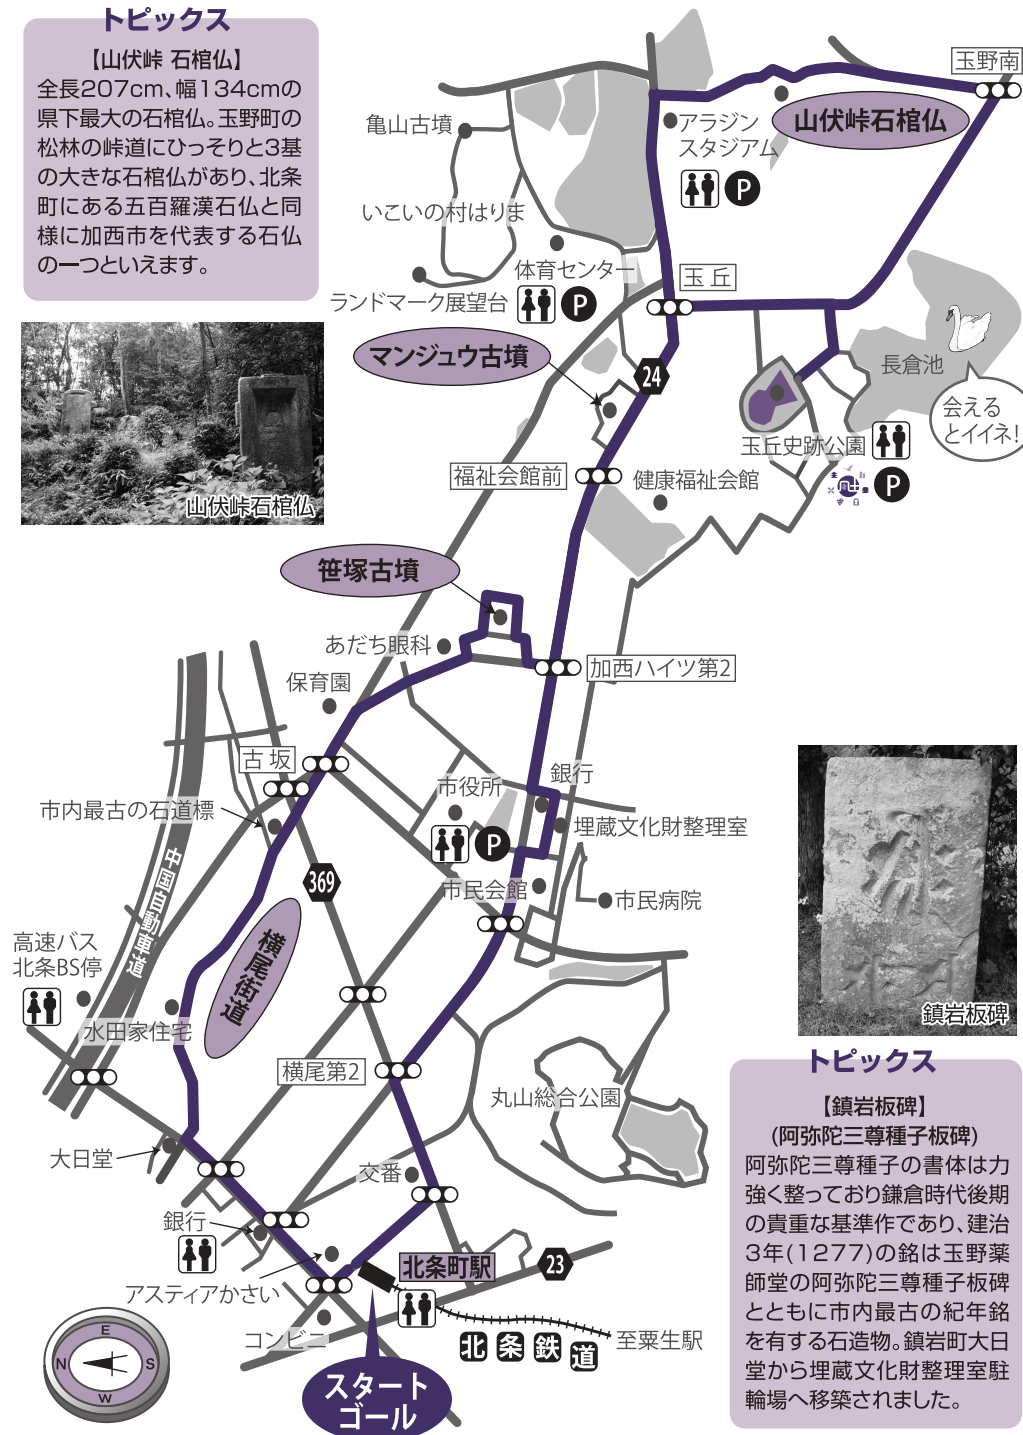 トピックス
【山伏峠 石棺仏】
全長207cm、幅134cmの
県下最大の石棺仏。玉野町の
松林の峠道にひっそりと3基
の大きな石棺仏があり、北条
町にある五百羅漢石仏と同
様に加西市を代表する石仏
の一つといえます。
山伏峠石棺仏
玉野南
亀山古墳
アラジン
スタジアム
山伏峠石棺仏
P
いこいの村はりま
体育センター
P
玉丘
ランドマーク展望台
マンジュウ古墳
24
長倉池
会える
とイイネ!
玉丘史跡公園
P
福祉会館前
健康福祉会館
笹塚古墳
あだち眼科
加西ハイツ第2
保育園
古坂
市内最古の石道標
市役所
P
銀行
埋蔵文化財整理室
市民会館
市民病院
369
中国自動車道
横尾街道
高速バス
北条BS停
水田家住宅
横尾第2
丸山総合公園
大日堂
交番
銀行
アスティアかさい
北条町駅
23
コンビニ
北条鉄道
至粟生駅
スタート
ゴール
E
N
S
W
鎮岩板碑
トピックス
【鎮岩板碑】
(阿弥陀三尊種子板碑)
阿弥陀三尊種子の書体は力
強く整っており鎌倉時代後期
の貴重な基準作であり、建治
3年(1277)の銘は玉野薬
師堂の阿弥陀三尊種子板碑
とともに市内最古の紀年銘
を有する石造物。鎮岩町大日
堂から埋蔵文化財整理室駐
輪場へ移築されました。